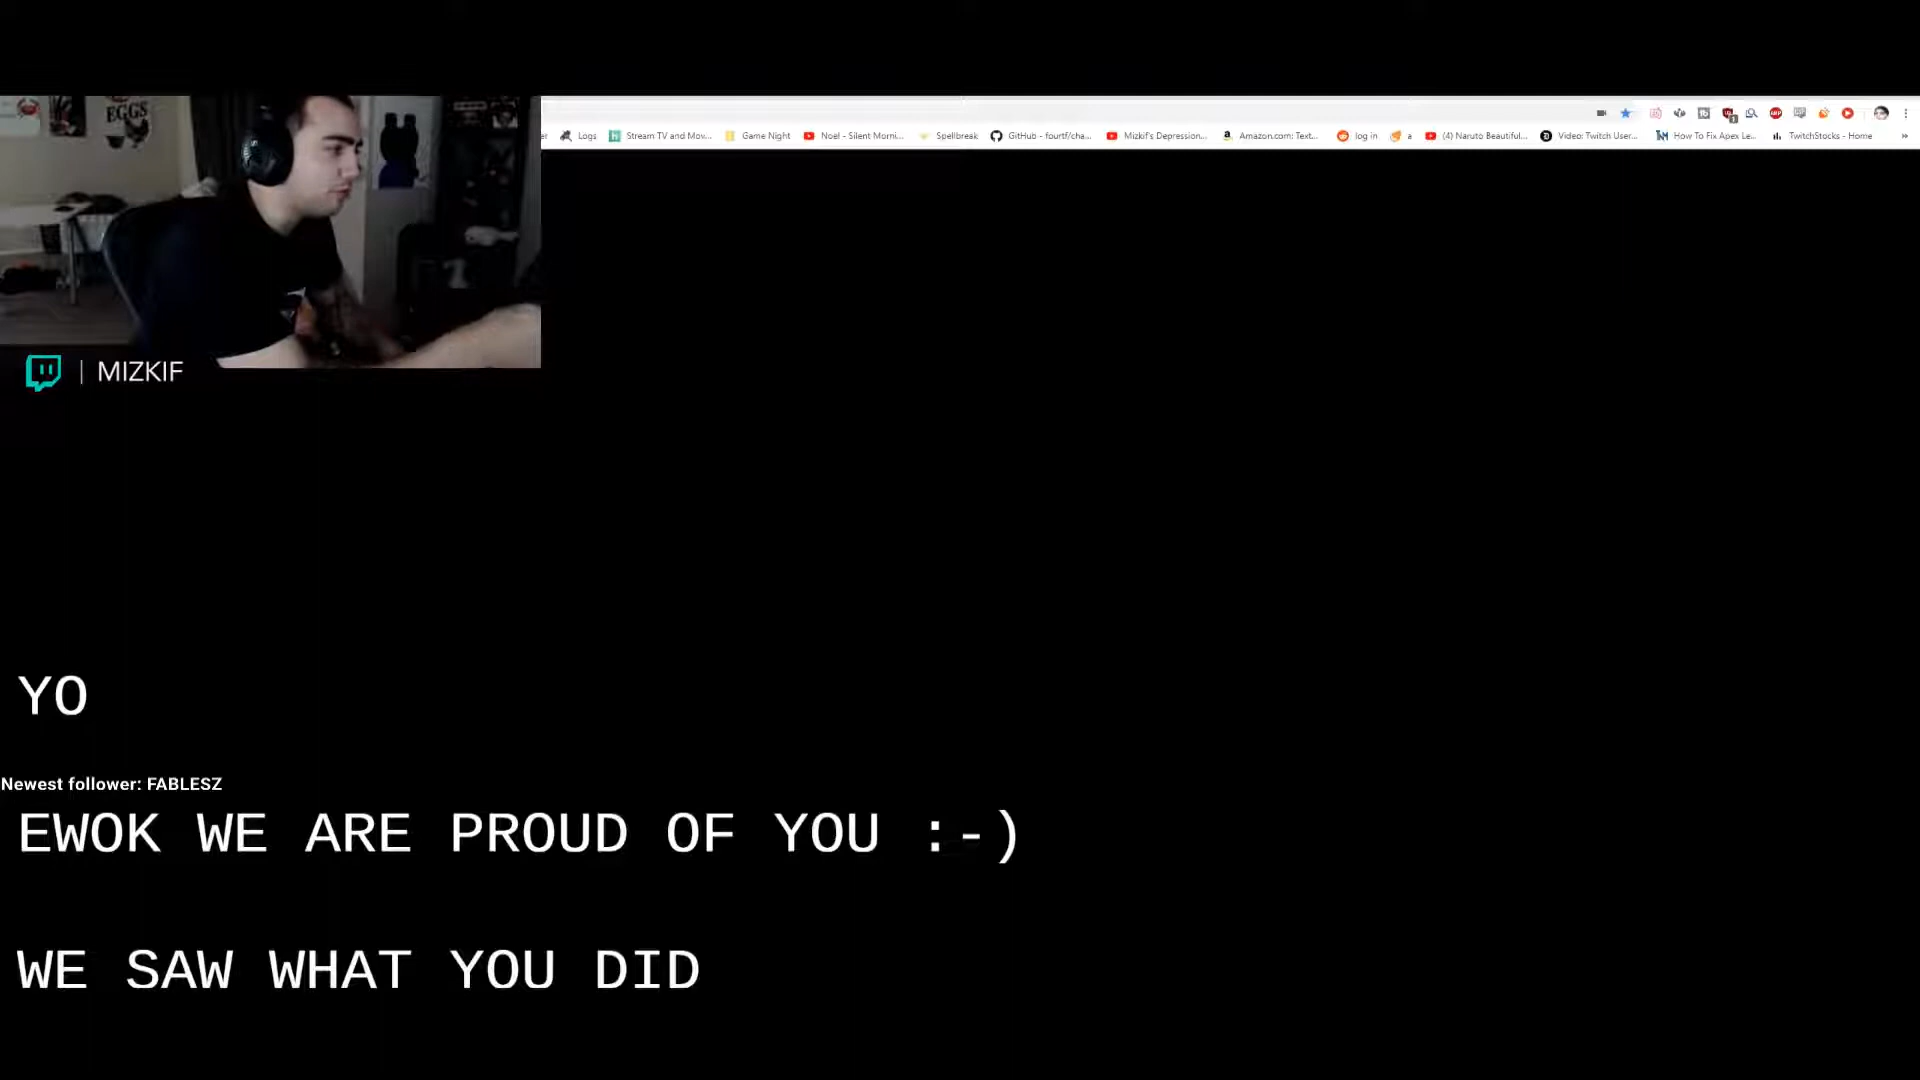 EGGS
Logs
Stream TV and Mov...
Game Night
Noel - Silent Morni...
Spellbreak
GitHub - fourtf/cha...
Mizkif's Depression...
Amazon.com: Text...
log in
a
(4) Naruto Beautiful...
Video: Twitch User...
How To Fix Apex Le...
TwitchStocks - Home
| MIZKIF
YO
Newest follower: FABLESZ
EWOK WE ARE PROUD OF YOU :-)
WE SAW WHAT YOU DID